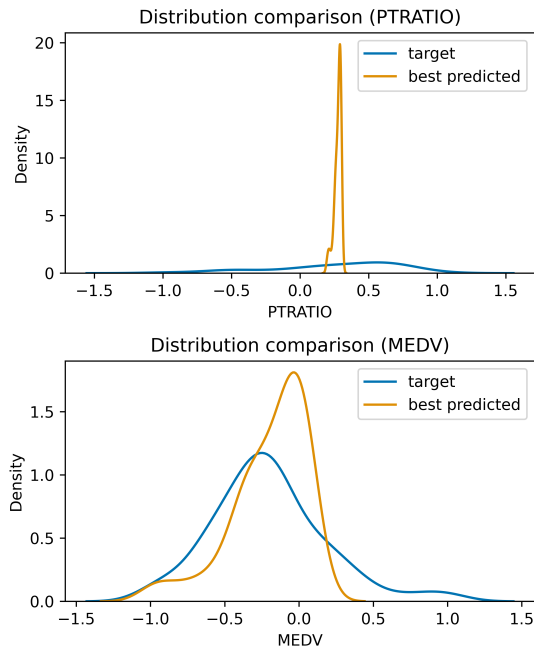 Distribution comparison (PTRATIO)
20
15
10
5
0
Density
target
best predicted
−1.5 −1.0 −0.5 0.0 0.5 1.0 1.5
PTRATIO
Distribution comparison (MEDV)
1.5
1.0
0.5
0.0
Density
target
best predicted
−1.5 −1.0 −0.5 0.0 0.5 1.0 1.5
MEDV